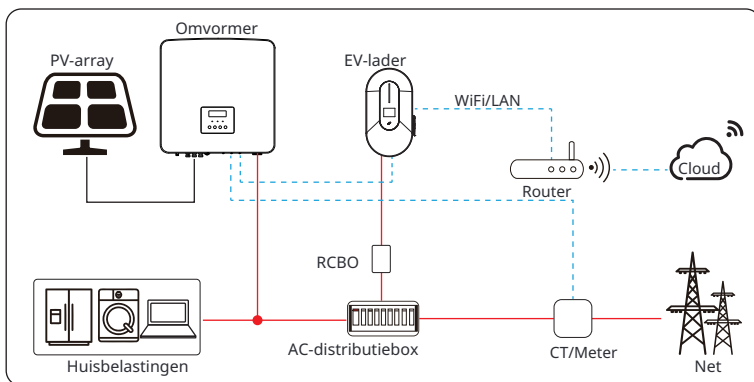 Omvormer
PV-array
EV-lader
WiFi/LAN
Cloud
Router
RCBO
AC-distributiebox
CT/Meter
Net
Huisbelastingen